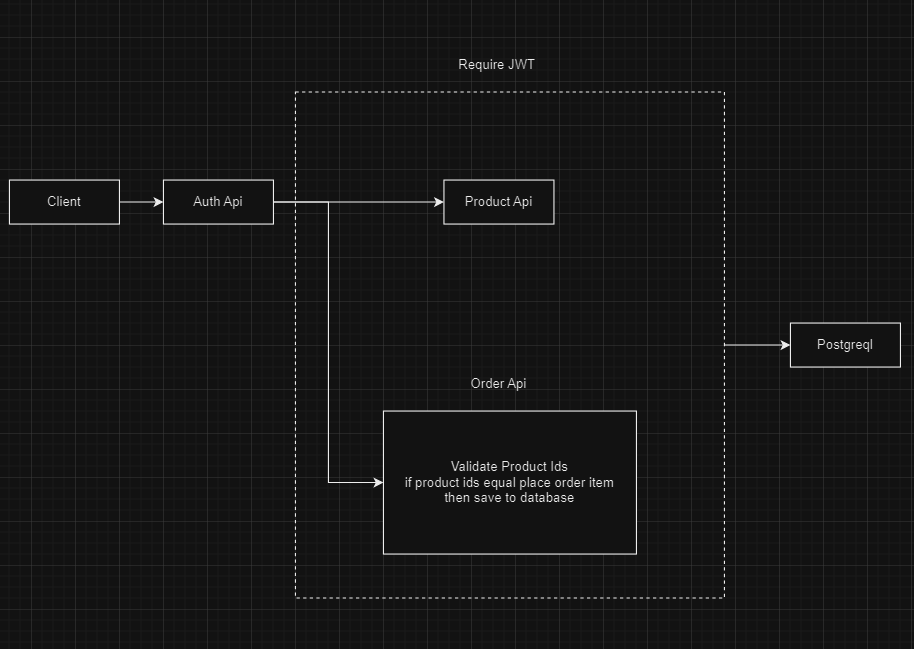 Require JWT
Client
Auth Api
Product Api
Postgreql
Order Api
Validate Product Ids
if product ids equal place order item
then save to database